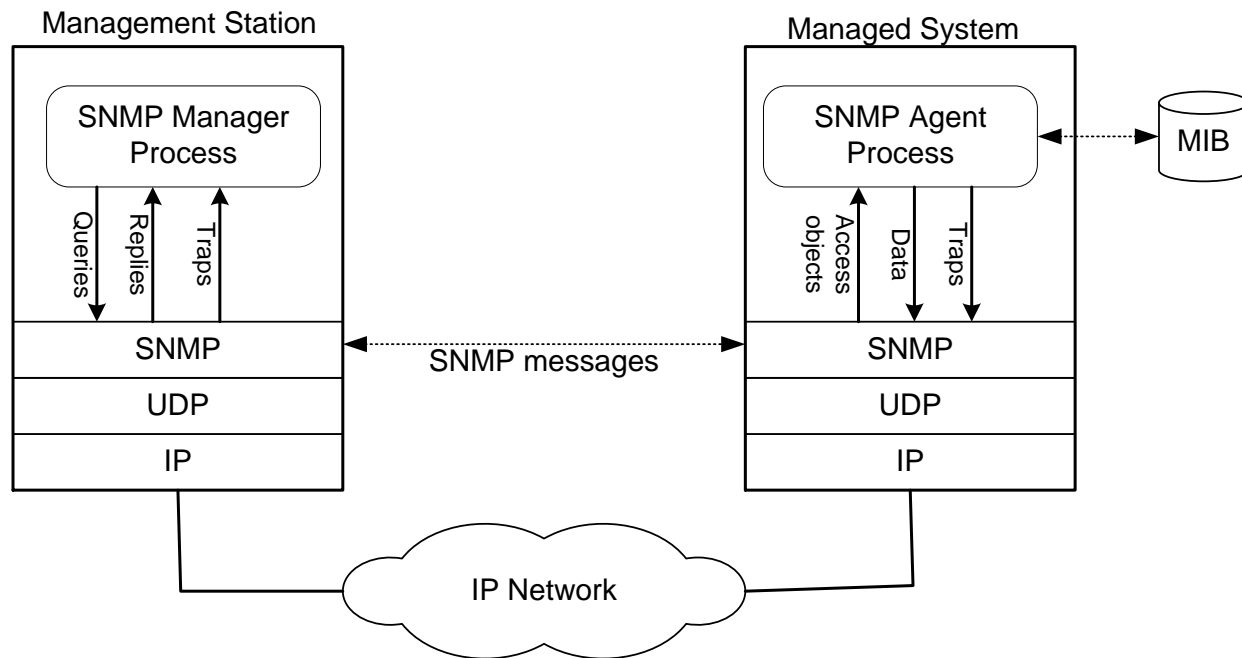 Management Station
Managed System
SNMP Manager
Process
SNMP Agent
Process
MIB
Queries
Replies
Traps
Access
objects
Data
Traps
SNMP
SNMP
SNMP messages
UDP
UDP
IP
IP
IP Network